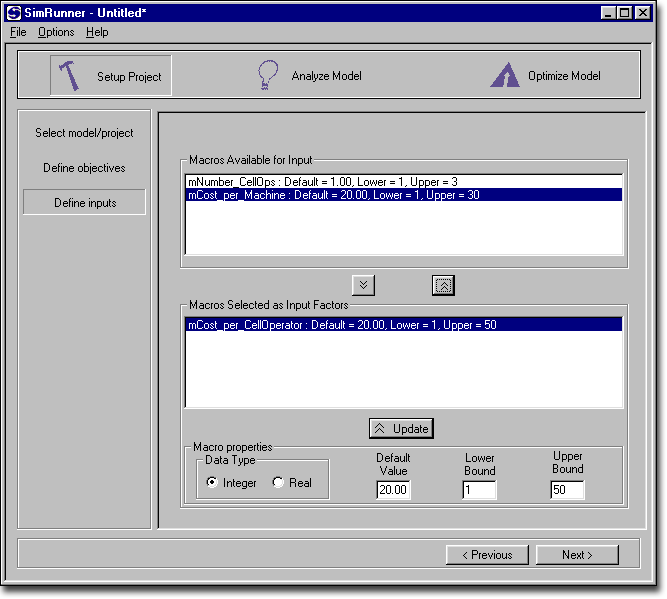 SimRunner - Untitled*
File Options Help
Setup Project
Analyze Model
Optimize Model
Select model/project
Define objectives
Define inputs
Macros Available for Input
mNumber_CellOps : Default = 1.00, Lower = 1, Upper = 3
mCost_per_Machine : Default = 20.00, Lower = 1, Upper = 30
Macros Selected as Input Factors
mCost_per_CellOperator : Default = 20.00, Lower = 1, Upper = 50
Update
Macro properties
Data Type
Integer
Real
Default
Value
20.00
Lower
Bound
1
Upper
Bound
50
< Previous
Next >